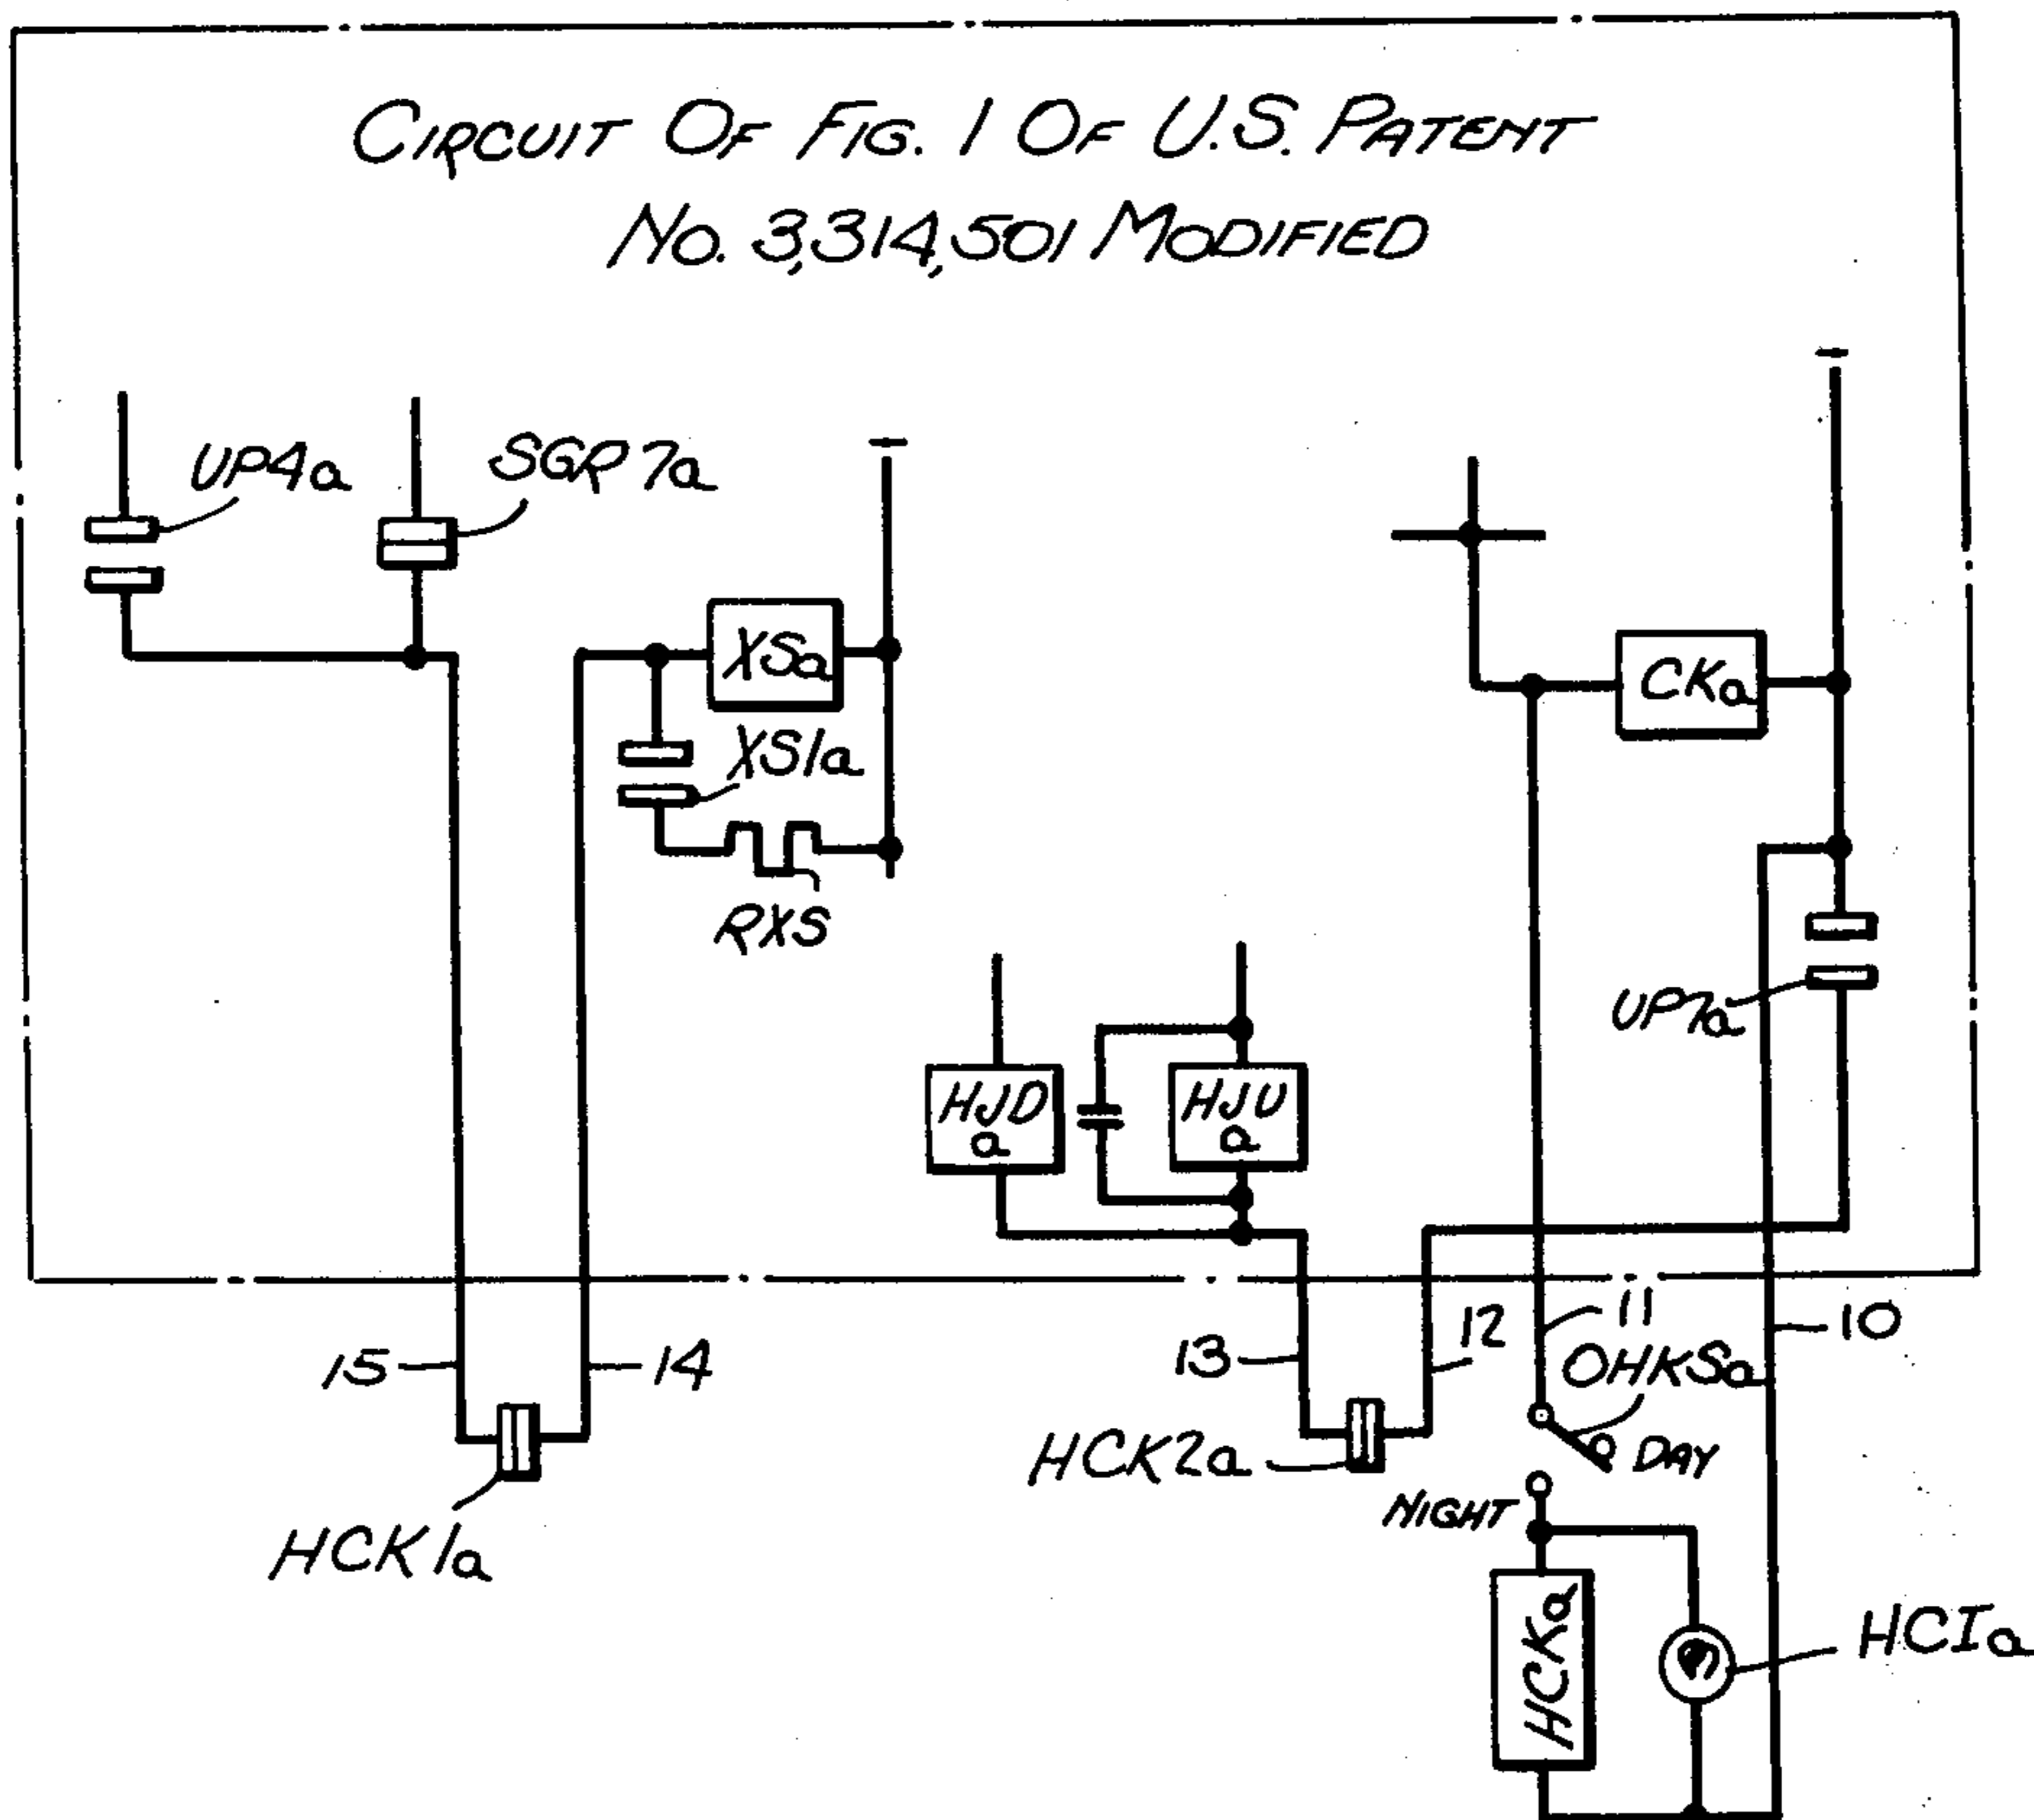 CIRCUIT OF FIG. 1 OF U.S. PATENT
NO. 3,314,501 MODIFIED
UP4a
SGR7a
XSa
CKa
XS1a
RXS
UP7a
HJD
a
HJU
a
15
14
13
12
11
10
OHKSa
DAY
HCK2a
NIGHT
HCK1a
HCKa
HCIa